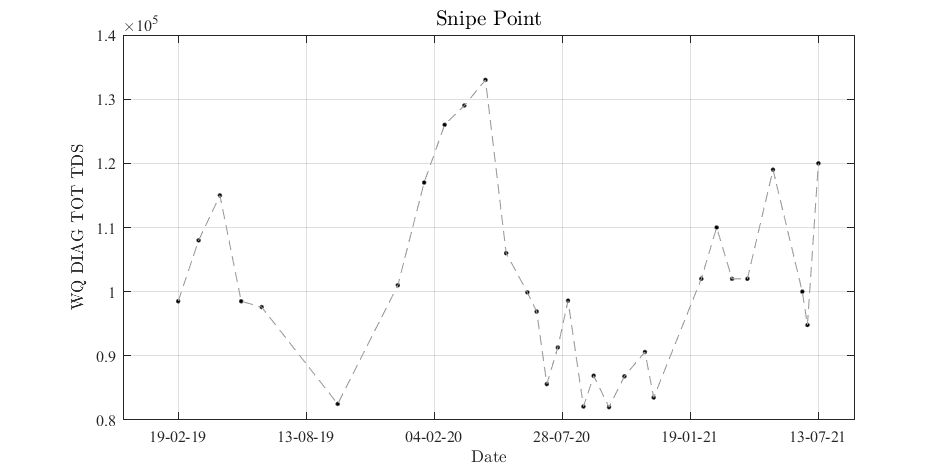 Snipe Point
×10⁵
1.4
1.3
1.2
1.1
1
0.9
0.8
WQ DIAG TOT TDS
19-02-19 13-08-19 04-02-20 28-07-20 19-01-21 13-07-21
Date